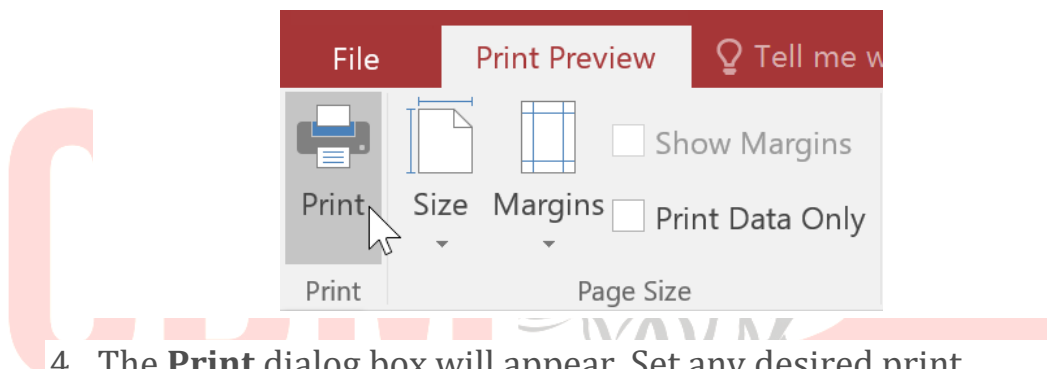 File Print Preview Tell me w
Show Margins
Print Size Margins Print Data Only
Print Page Size
4. The Print dialog box will appear. Set any desired print